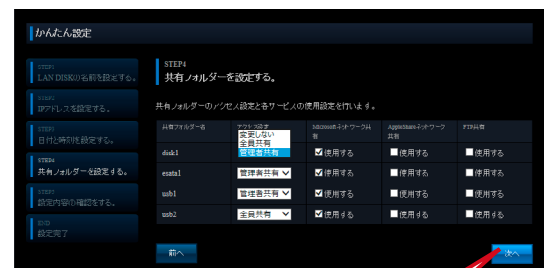 かんたん設定
STEP1
LAN DISKの名前を設定する。
STEP2
IPアドレスを設定する。
STEP3
日付と時刻を設定する。
STEP4
共有フォルダーを設定する。
STEP5
設定内容の確認をする。
END
設定完了
STEP4
共有フォルダーを設定する。
共有フォルダーのアクセス設定と各サービスの使用設定を行います。
共有フォルダー名 アクセス設定 Microsoftネットワーク共有 AppleShareネットワーク共有 FTP共有
変更しない
全員共有
disk1 管理者共有 使用する 使用する 使用する
esata1 管理者共有 使用する 使用する 使用する
usb1 管理者共有 使用する 使用する 使用する
usb2 全員共有 使用する 使用する 使用する
前へ 次へ